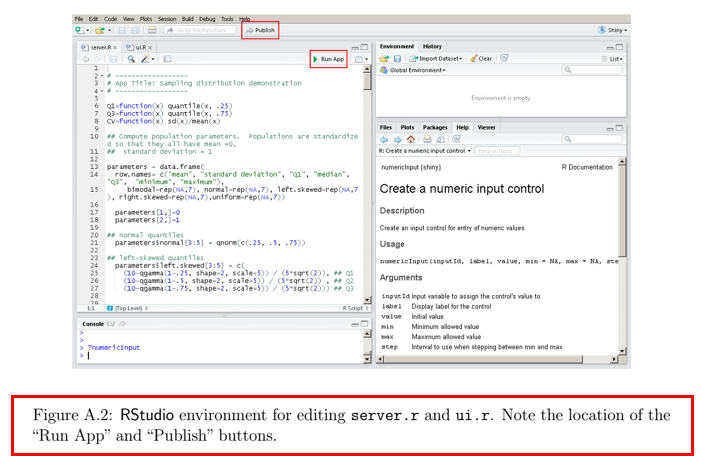 File Edit Code View Plots Session Build Debug Tools Help
Go to file/function
Publish
Shiny
server.R
ui.R
Run App
1
2 # ------------------
3 # App Title: Sampling distribution demonstration
4 # ------------------
5
6 Q1=function(x) quantile(x, .25)
7 Q3=function(x) quantile(x, .75)
8 CV=function(x) sd(x)/mean(x)
9
10 ## Compute population parameters. Populations are standardize
d so that they all have mean =0,
11 ## standard deviation = 1
12
13 parameters = data.frame(
14 row.names= c("mean", "standard deviation", "Q1", "median",
"Q3", "minimum", "maximum"),
15 bimodal=rep(NA,7), normal=rep(NA,7), left.skewed=rep(NA,7
), right.skewed=rep(NA,7),uniform=rep(NA,7))
16
17 parameters[1,]=0
18 parameters[2,]=1
19
20 ## normal quantiles
21 parameters$normal[3:5] = qnorm(c(.25, .5, .75))
22
23 ## left-skewed quantiles
24 parameters$left.skewed[3:5] = c(
25 (10-qgamma(1-.25, shape=2, scale=5)) / (5*sqrt(2)), ## Q1
26 (10-qgamma(1-.5, shape=2, scale=5)) / (5*sqrt(2)) , ## Q2
27 (10-qgamma(1-.75, shape=2, scale=5)) / (5*sqrt(2))) ## Q3
28
29
1:1 (Top Level) R Script
Console
>
>
> ?numericInput
>
Environment History
Import Dataset Clear List
Global Environment
Environment is empty
Files Plots Packages Help Viewer
R: Create a numeric input control Find in Topic
numericInput {shiny} R Documentation
Create a numeric input control
Description
Create an input control for entry of numeric values
Usage
numericInput(inputId, label, value, min = NA, max = NA, ste
Arguments
inputId Input variable to assign the control's value to
label Display label for the control
value Initial value
min Minimum allowed value
max Maximum allowed value
step Interval to use when stepping between min and max
Figure A.2: RStudio environment for editing server.r and ui.r. Note the location of the
“Run App” and “Publish” buttons.